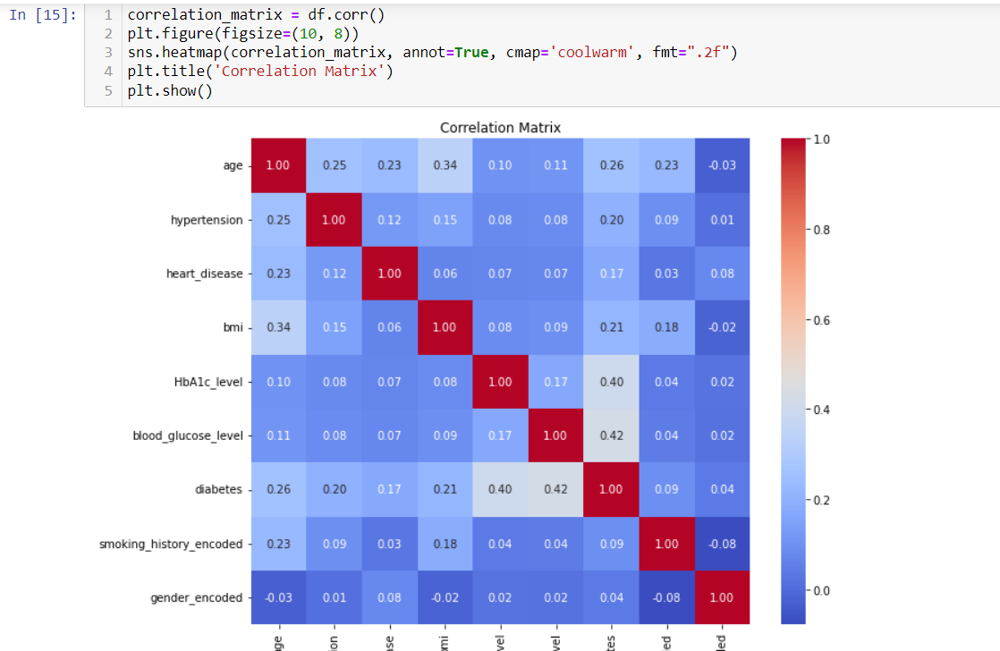 In [15]:
1 correlation_matrix = df.corr()
2 plt.figure(figsize=(10, 8))
3 sns.heatmap(correlation_matrix, annot=True, cmap='coolwarm', fmt=".2f")
4 plt.title('Correlation Matrix')
5 plt.show()
Correlation Matrix
age 1.00 0.25 0.23 0.34 0.10 0.11 0.26 0.23 -0.03
hypertension 0.25 1.00 0.12 0.15 0.08 0.08 0.20 0.09 0.01
heart_disease 0.23 0.12 1.00 0.06 0.07 0.07 0.17 0.03 0.08
bmi 0.34 0.15 0.06 1.00 0.08 0.09 0.21 0.18 -0.02
HbA1c_level 0.10 0.08 0.07 0.08 1.00 0.17 0.40 0.04 0.02
blood_glucose_level 0.11 0.08 0.07 0.09 0.17 1.00 0.42 0.04 0.02
diabetes 0.26 0.20 0.17 0.21 0.40 0.42 1.00 0.09 0.04
smoking_history_encoded 0.23 0.09 0.03 0.18 0.04 0.04 0.09 1.00 -0.08
gender_encoded -0.03 0.01 0.08 -0.02 0.02 0.02 0.04 -0.08 1.00
ge
ion
ase
mi
vel
vel
tes
ed
led
1.0
0.8
0.6
0.4
0.2
0.0